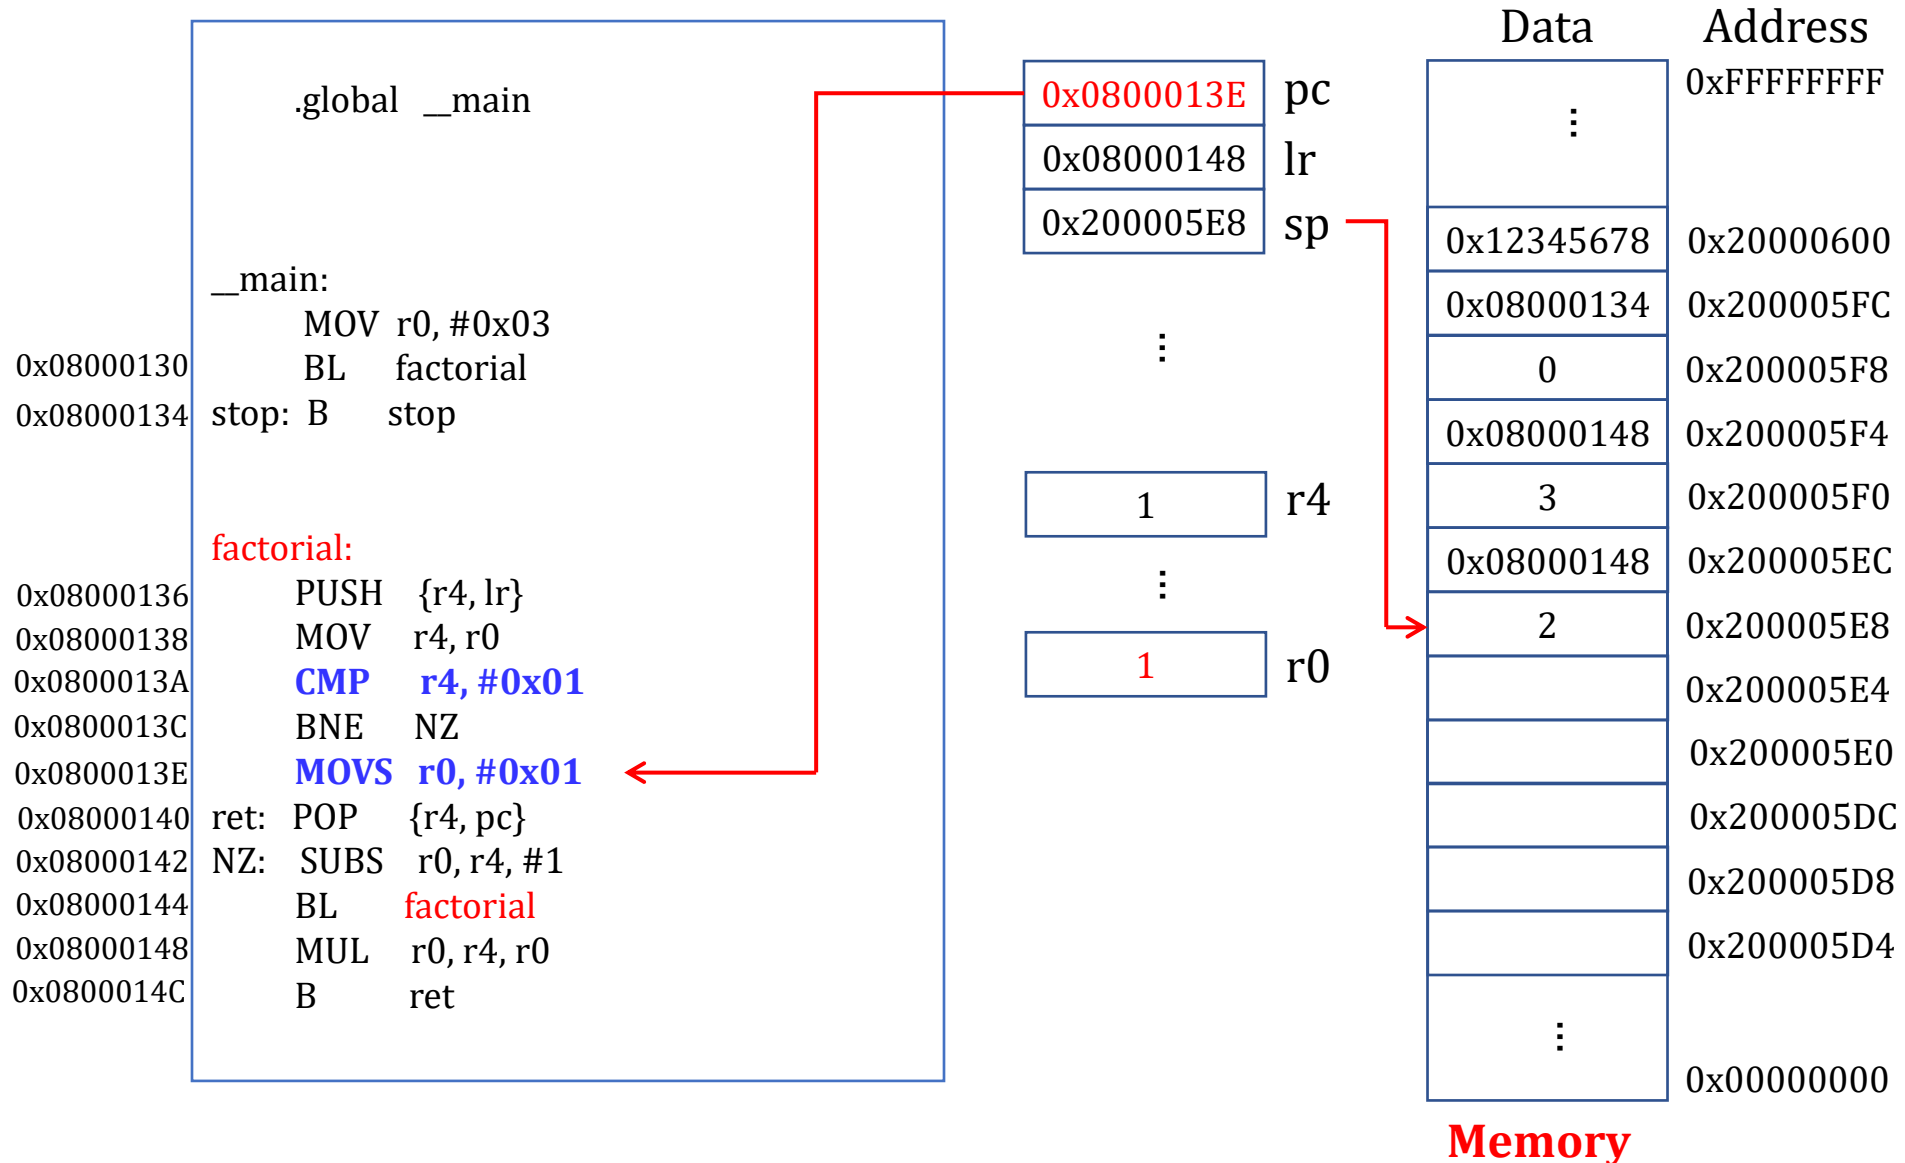 .global __main
__main:
MOV r0, #0x03
0x08000130 BL factorial
0x08000134 stop: B stop
factorial:
0x08000136 PUSH {r4, lr}
0x08000138 MOV r4, r0
0x0800013A CMP r4, #0x01
0x0800013C BNE NZ
0x0800013E MOVS r0, #0x01
0x08000140 ret: POP {r4, pc}
0x08000142 NZ: SUBS r0, r4, #1
0x08000144 BL factorial
0x08000148 MUL r0, r4, r0
0x0800014C B ret
0x0800013E pc
0x08000148 lr
0x200005E8 sp
...
1 r4
...
1 r0
Data Address
0xFFFFFFFF
...
0x12345678 0x20000600
0x08000134 0x200005FC
0 0x200005F8
0x08000148 0x200005F4
3 0x200005F0
0x08000148 0x200005EC
2 0x200005E8
0x200005E4
0x200005E0
0x200005DC
0x200005D8
0x200005D4
...
0x00000000
Memory